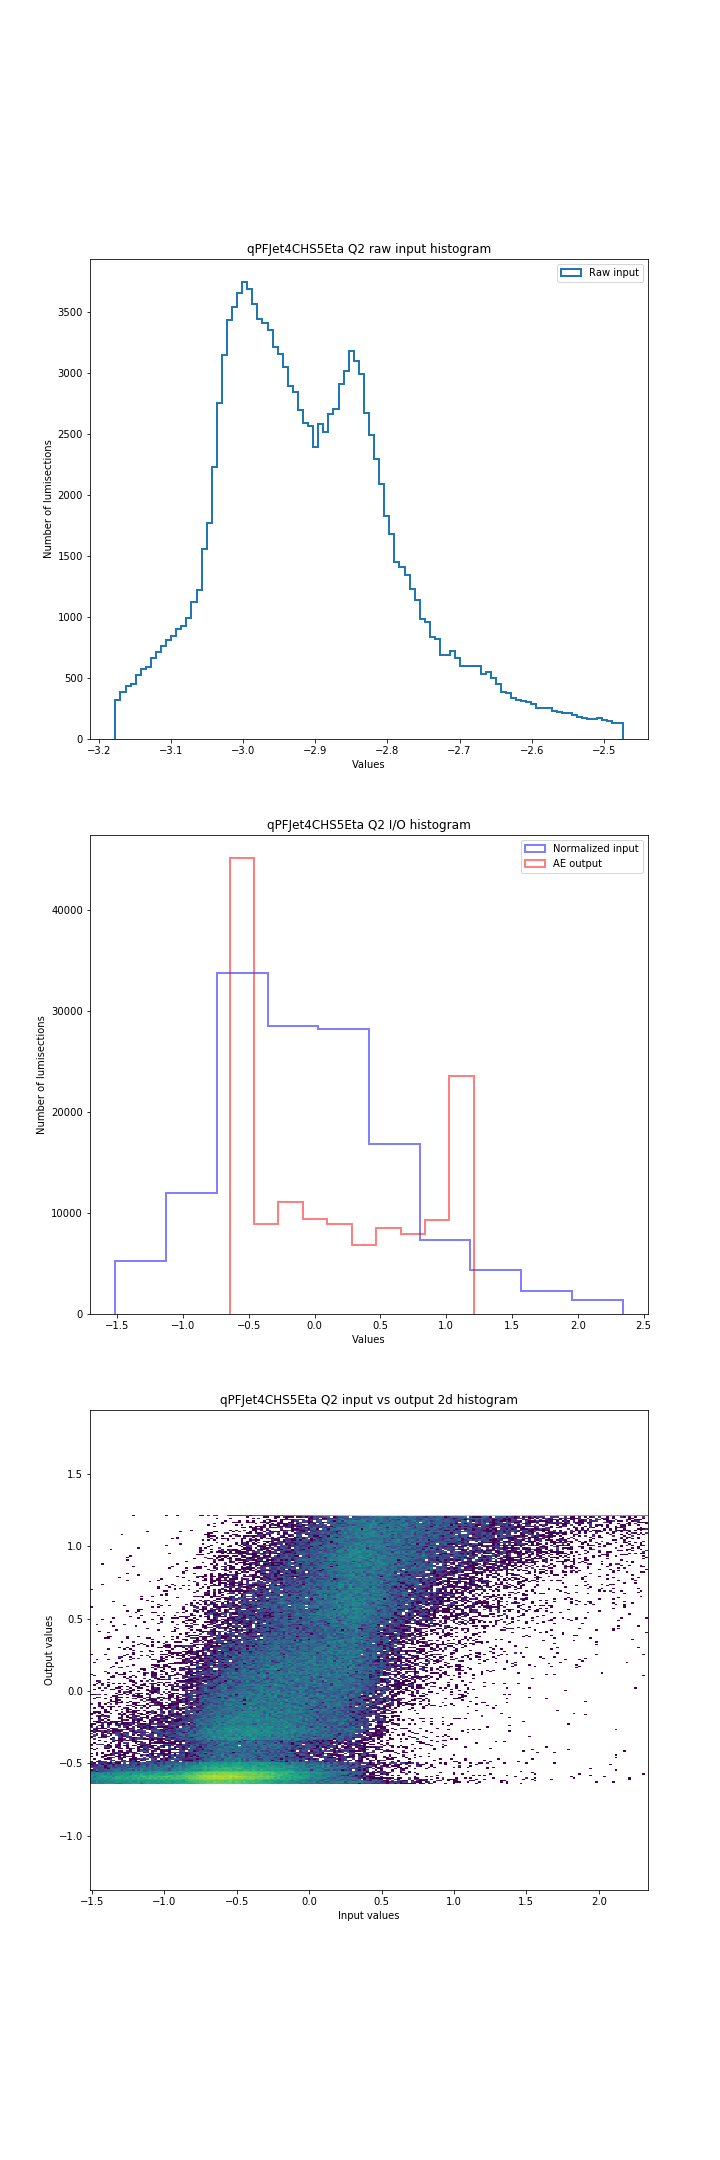 qPFJet4CHS5Eta Q2 raw input histogram
Raw input
3500
3000
2500
2000
1500
1000
500
0
Number of lumisections
−3.2 −3.1 −3.0 −2.9 −2.8 −2.7 −2.6 −2.5
Values
qPFJet4CHS5Eta Q2 I/O histogram
Normalized input
AE output
40000
30000
20000
10000
0
Number of lumisections
−1.5 −1.0 −0.5 0.0 0.5 1.0 1.5 2.0 2.5
Values
qPFJet4CHS5Eta Q2 input vs output 2d histogram
1.5
1.0
0.5
0.0
−0.5
−1.0
Output values
−1.5 −1.0 −0.5 0.0 0.5 1.0 1.5 2.0
Input values